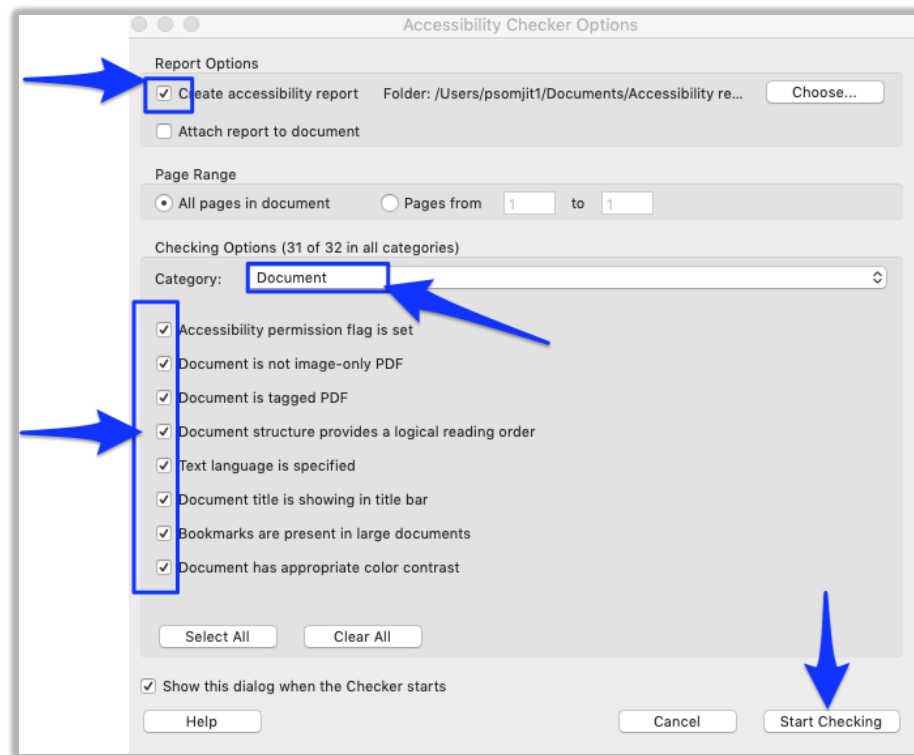 Accessibility Checker Options
Report Options
Create accessibility report Folder: /Users/psomjit1/Documents/Accessibility re... Choose...
Attach report to document
Page Range
All pages in document Pages from 1 to 1
Checking Options (31 of 32 in all categories)
Category: Document
Accessibility permission flag is set
Document is not image-only PDF
Document is tagged PDF
Document structure provides a logical reading order
Text language is specified
Document title is showing in title bar
Bookmarks are present in large documents
Document has appropriate color contrast
Select All Clear All
Show this dialog when the Checker starts
Help Cancel Start Checking